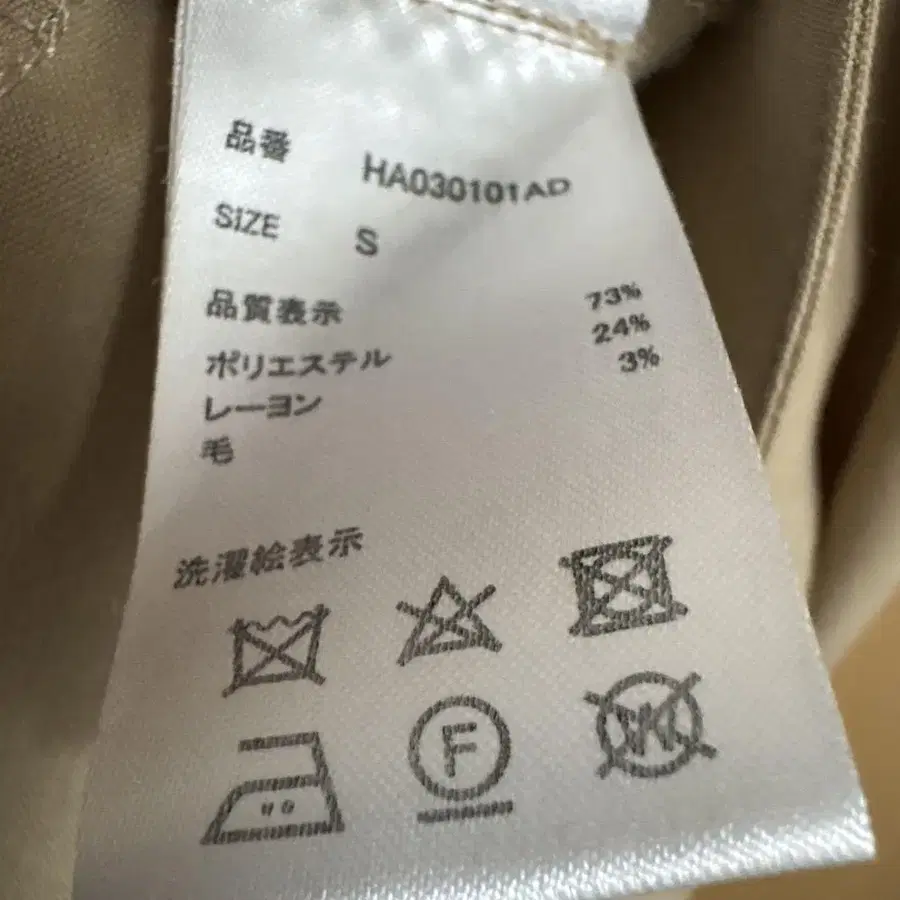 品番 HA030101AD
SIZE S
品質表示 73%
ポリエステル 24%
レーヨン 3%
毛
洗濯絵表示
F
W